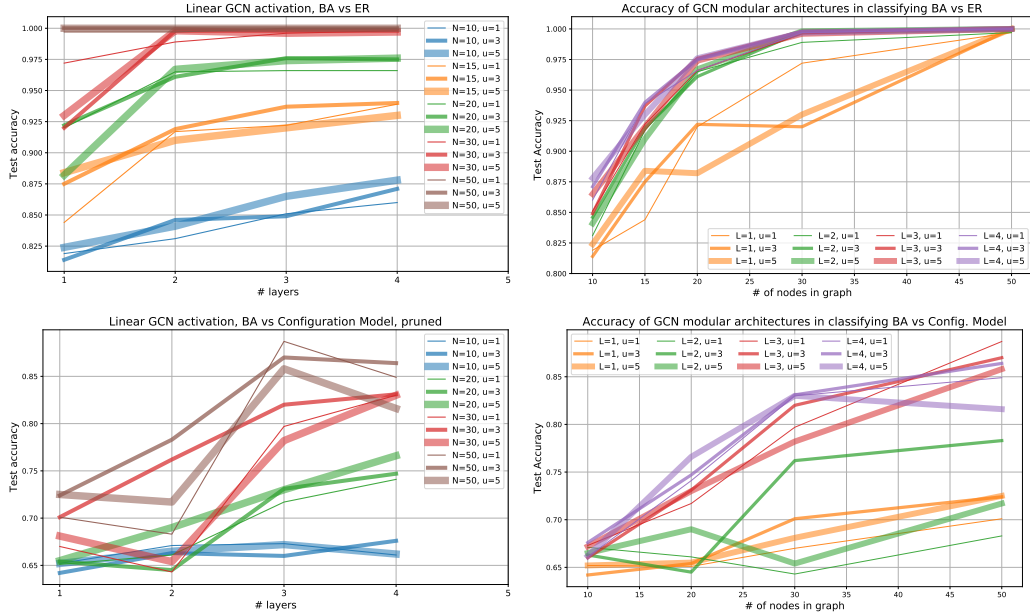 Linear GCN activation, BA vs ER
1.000
0.975
0.950
0.925
0.900
0.875
0.850
0.825
Test accuracy
1 2 3 4 5
# layers
N=10, u=1
N=10, u=3
N=10, u=5
N=15, u=1
N=15, u=3
N=15, u=5
N=20, u=1
N=20, u=3
N=20, u=5
N=30, u=1
N=30, u=3
N=30, u=5
N=50, u=1
N=50, u=3
N=50, u=5
Accuracy of GCN modular architectures in classifying BA vs ER
1.000
0.975
0.950
0.925
0.900
0.875
0.850
0.825
0.800
Test Accuracy
10 15 20 25 30 35 40 45 50
# of nodes in graph
L=1, u=1 L=2, u=1 L=3, u=1 L=4, u=1
L=1, u=3 L=2, u=3 L=3, u=3 L=4, u=3
L=1, u=5 L=2, u=5 L=3, u=5 L=4, u=5
Linear GCN activation, BA vs Configuration Model, pruned
0.85
0.80
0.75
0.70
0.65
Test accuracy
1 2 3 4 5
# layers
N=10, u=1
N=10, u=3
N=10, u=5
N=20, u=1
N=20, u=3
N=20, u=5
N=30, u=1
N=30, u=3
N=30, u=5
N=50, u=1
N=50, u=3
N=50, u=5
Accuracy of GCN modular architectures in classifying BA vs Config. Model
L=1, u=1 L=2, u=1 L=3, u=1 L=4, u=1
L=1, u=3 L=2, u=3 L=3, u=3 L=4, u=3
L=1, u=5 L=2, u=5 L=3, u=5 L=4, u=5
0.85
0.80
0.75
0.70
0.65
Test Accuracy
10 15 20 25 30 35 40 45 50
# of nodes in graph